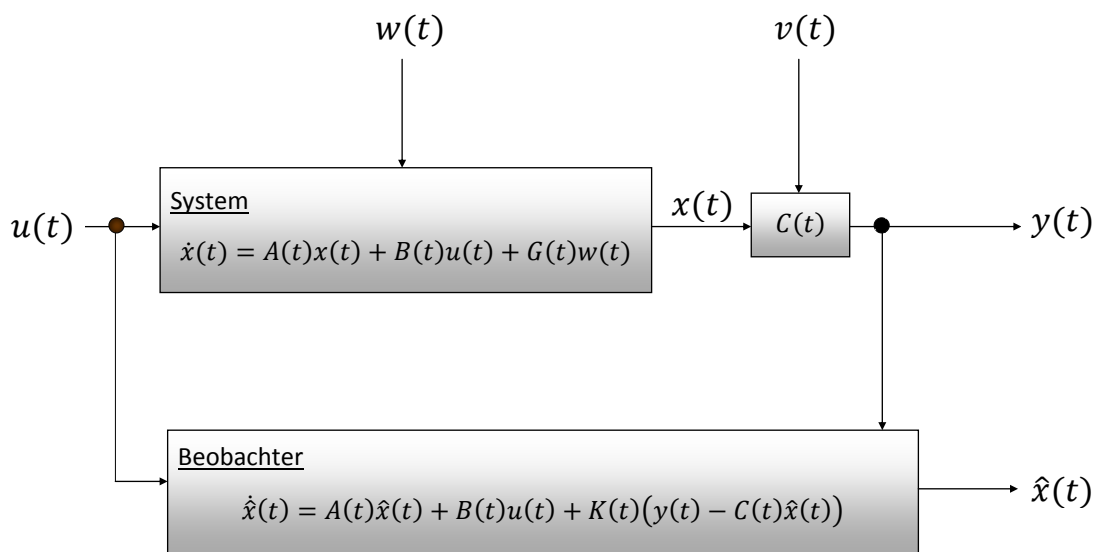 w(t)
v(t)
System
ẋ(t) = A(t)x(t) + B(t)u(t) + G(t)w(t)
u(t)
x(t)
C(t)
y(t)
Beobachter
x̂̇(t) = A(t)x̂(t) + B(t)u(t) + K(t)(y(t) − C(t)x̂(t))
x̂(t)